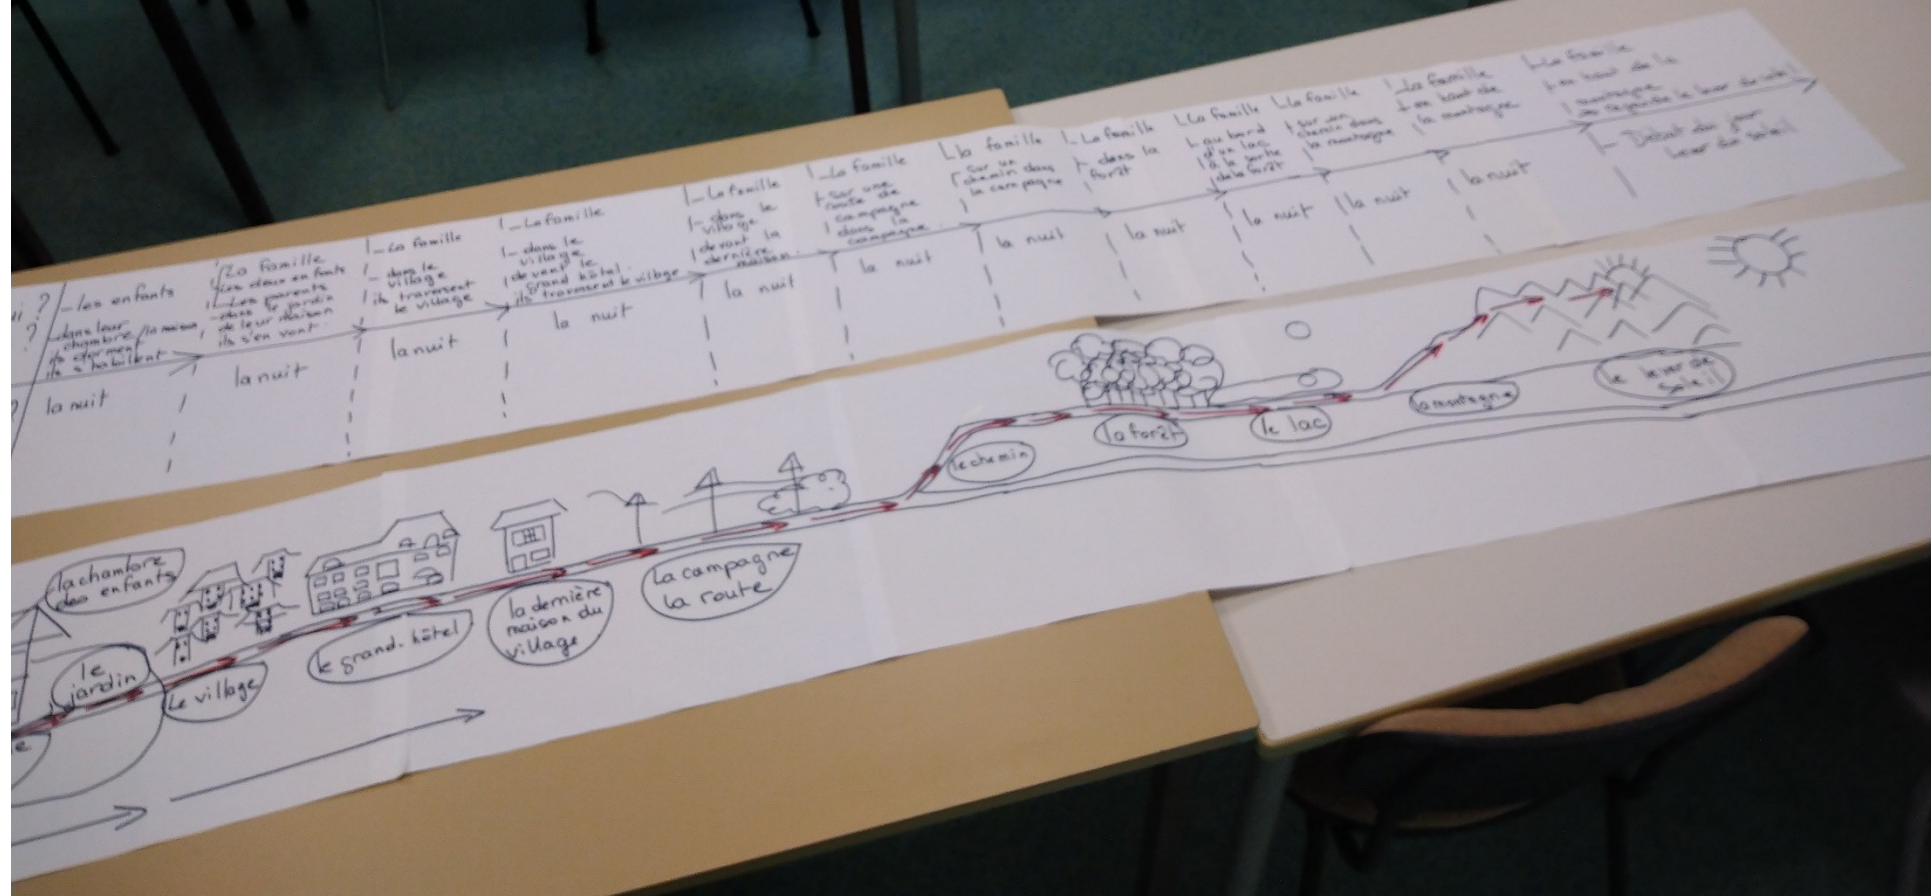 ?
?
- les enfants
dans leur
chambre / la maison
ils dorment
ils s'habillent
la nuit
La famille
Les deux enfants
Les parents
- dans le jardin
de leur maison
ils s'en vont
la nuit
- La famille
- dans le
village
ils traversent
le village
la nuit
- La famille
- dans le
village
devant le
grand hôtel.
ils traversent le village
la nuit
- La famille
- dans le
village
devant la
dernière
maison.
la nuit
- La famille
sur une
route de
campagne
dans la
campagne.
la nuit
la famille
sur un
chemin dans
la campagne
la nuit
- La famille
dans la
forêt
la nuit
La famille
au bord
d'un lac
à la sortie
de la forêt
la nuit
La famille
sur un
chemin dans
la montagne
la nuit
- La famille
en haut de
la montagne
la nuit
- La famille
en haut de la
montagne
regarde le lever du soleil
- Début du jour
lever du soleil
la chambre
des enfants
le
jardin
Le village
le grand hôtel
la dernière
maison du
village
la campagne
la route
le chemin
la forêt
le lac
la montagne
le lever de
soleil